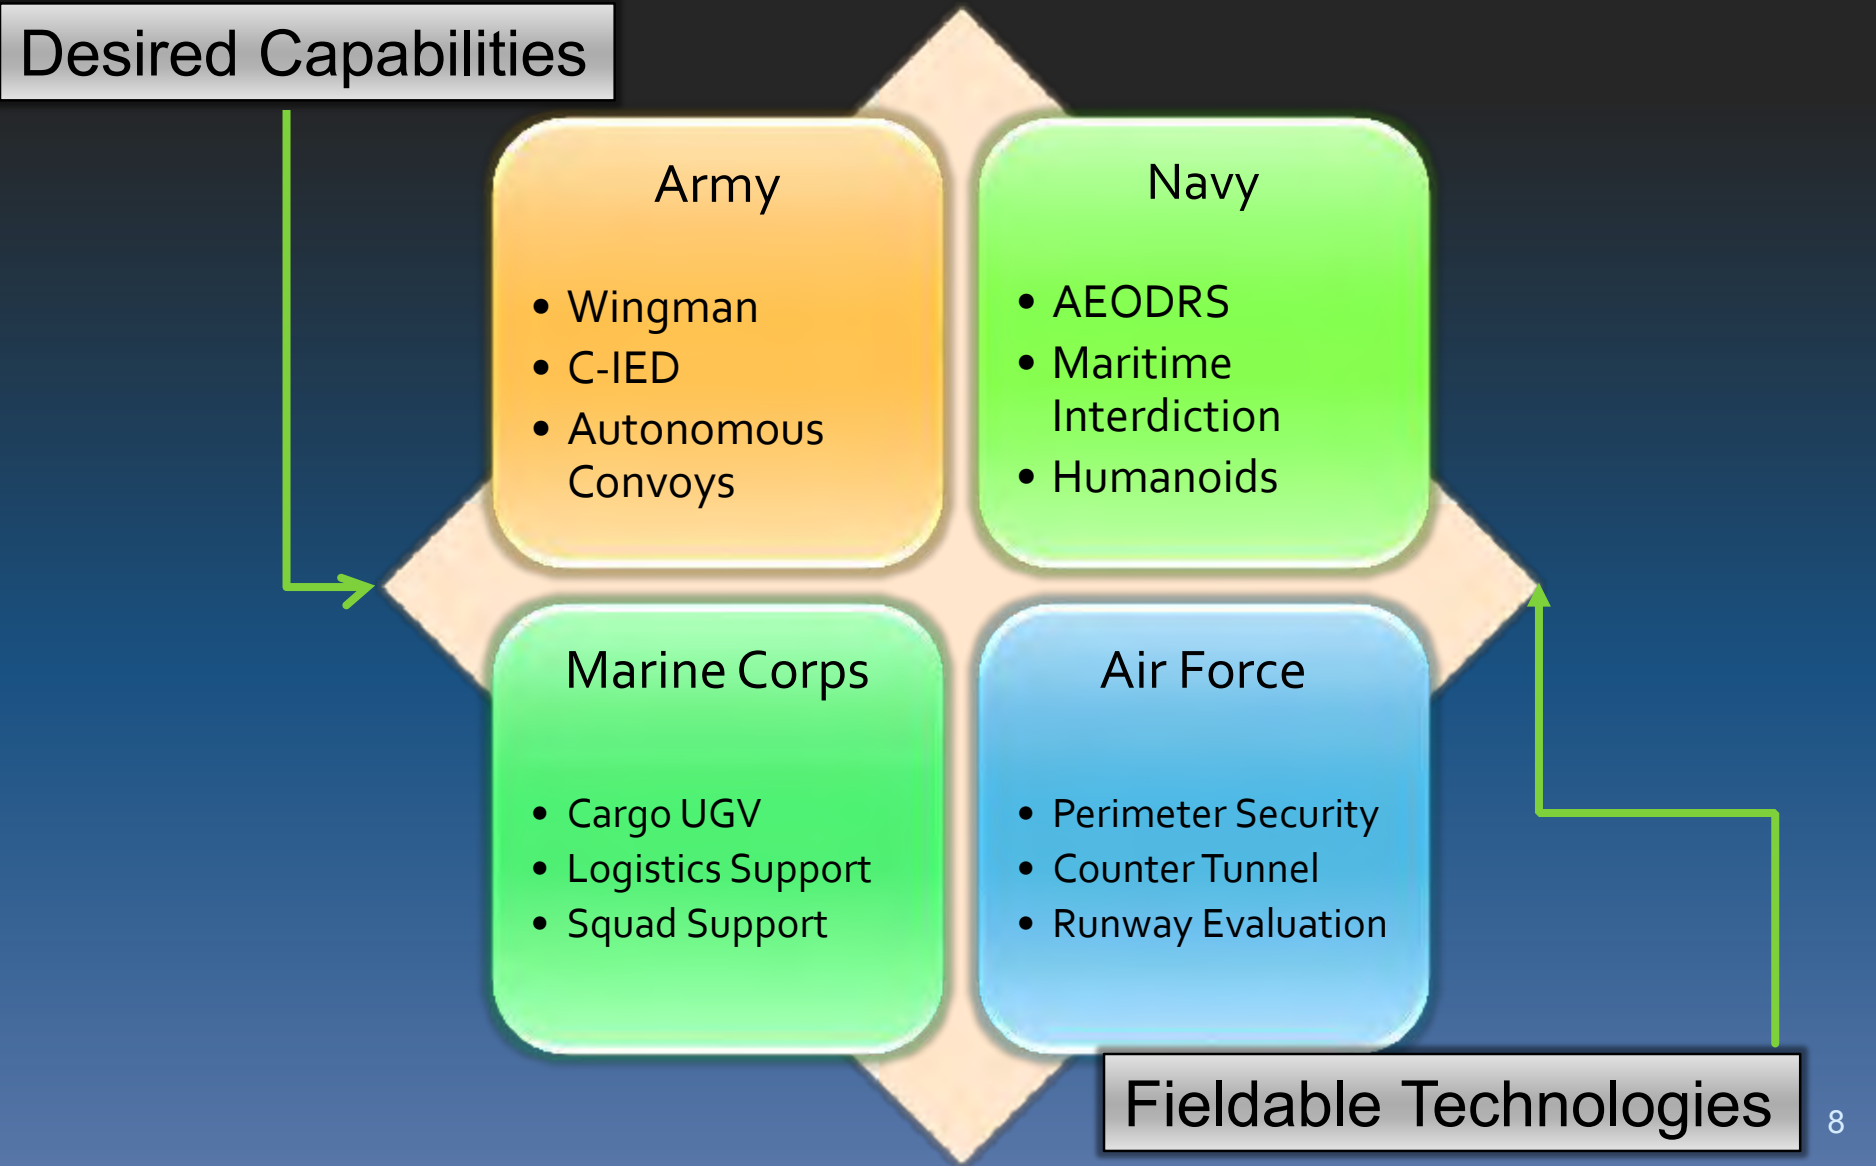 Desired Capabilities
Army
• Wingman
• C-IED
• Autonomous
Convoys
Navy
• AEODRS
• Maritime
Interdiction
• Humanoids
Marine Corps
• Cargo UGV
• Logistics Support
• Squad Support
Air Force
• Perimeter Security
• Counter Tunnel
• Runway Evaluation
Fieldable Technologies
8